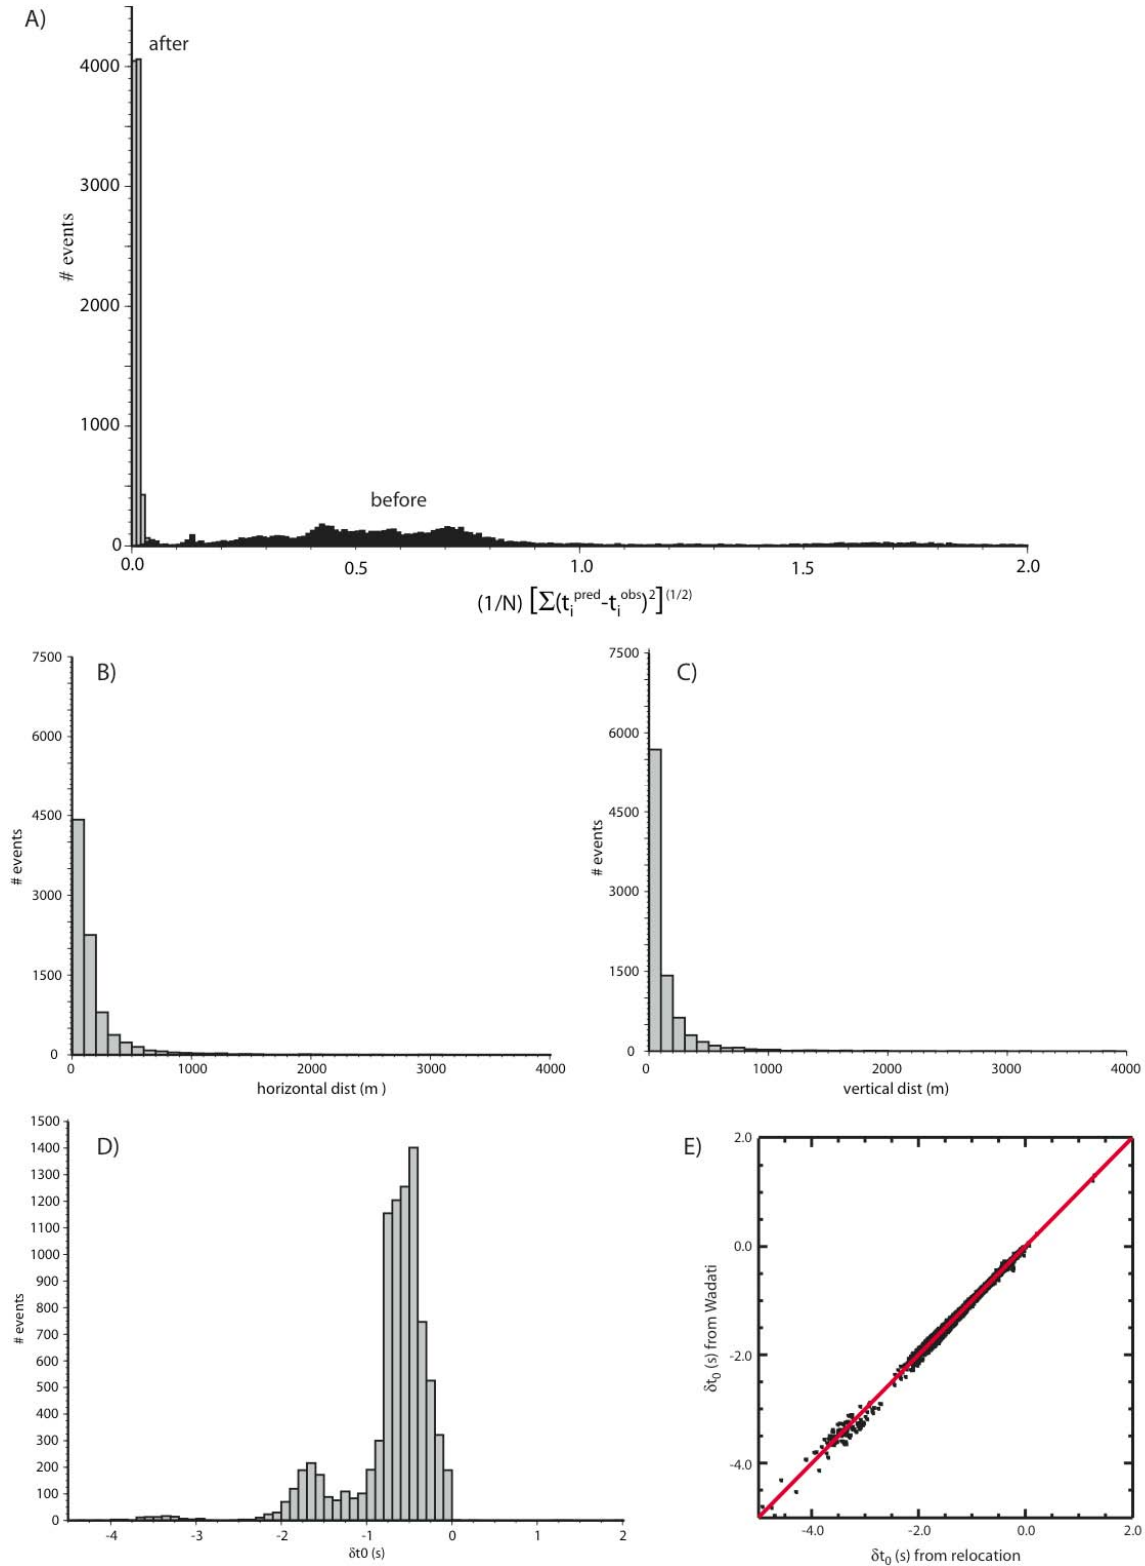 A)
after
4000
3000
2000
1000
0
# events
before
0.0 0.5 1.0 1.5 2.0
(1/N) [Σ(t_i^pred-t_i^obs)^2]^(1/2)
B)
7500
6000
4500
3000
1500
0
# events
0 1000 2000 3000 4000
horizontal dist (m )
C)
7500
6000
4500
3000
1500
0
# events
0 1000 2000 3000 4000
vertical dist (m)
D)
1500
1400
1300
1200
1100
1000
900
800
700
600
500
400
300
200
100
0
# events
-4 -3 -2 -1 0 1 2
δt0 (s)
E)
2.0
0.0
-2.0
-4.0
δt₀ (s) from Wadati
-4.0 -2.0 0.0 2.0
δt₀ (s) from relocation